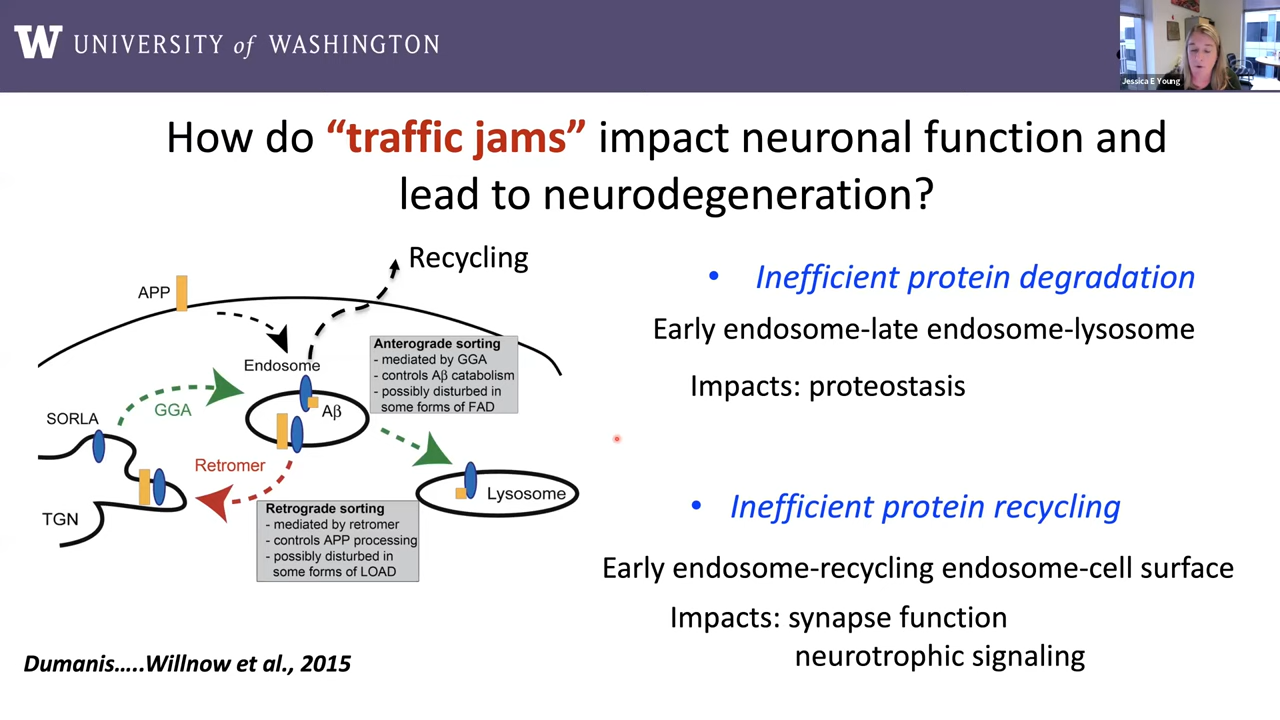 W UNIVERSITY of WASHINGTON
Jessica E Young
How do “traffic jams” impact neuronal function and
lead to neurodegeneration?
Recycling
APP
Endosome
Anterograde sorting
- mediated by GGA
- controls Aβ catabolism
- possibly disturbed in
some forms of FAD
GGA
Aβ
SORLA
Retromer
Lysosome
TGN
Retrograde sorting
- mediated by retromer
- controls APP processing
- possibly disturbed in
some forms of LOAD
Dumanis.....Willnow et al., 2015
• Inefficient protein degradation
Early endosome-late endosome-lysosome
Impacts: proteostasis
• Inefficient protein recycling
Early endosome-recycling endosome-cell surface
Impacts: synapse function
neurotrophic signaling